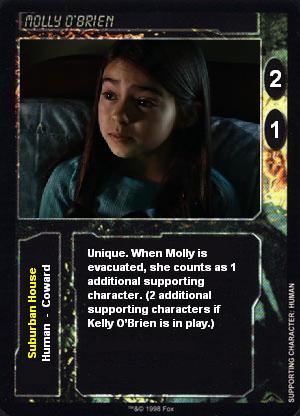 MOLLY O'BRIEN
2
1
Suburban House
Human - Coward
Unique. When Molly is
evacuated, she counts as 1
additional supporting
character. (2 additional
supporting characters if
Kelly O'Brien is in play.)
SUPPORTING CHARACTER: HUMAN
™&© 1998 Fox